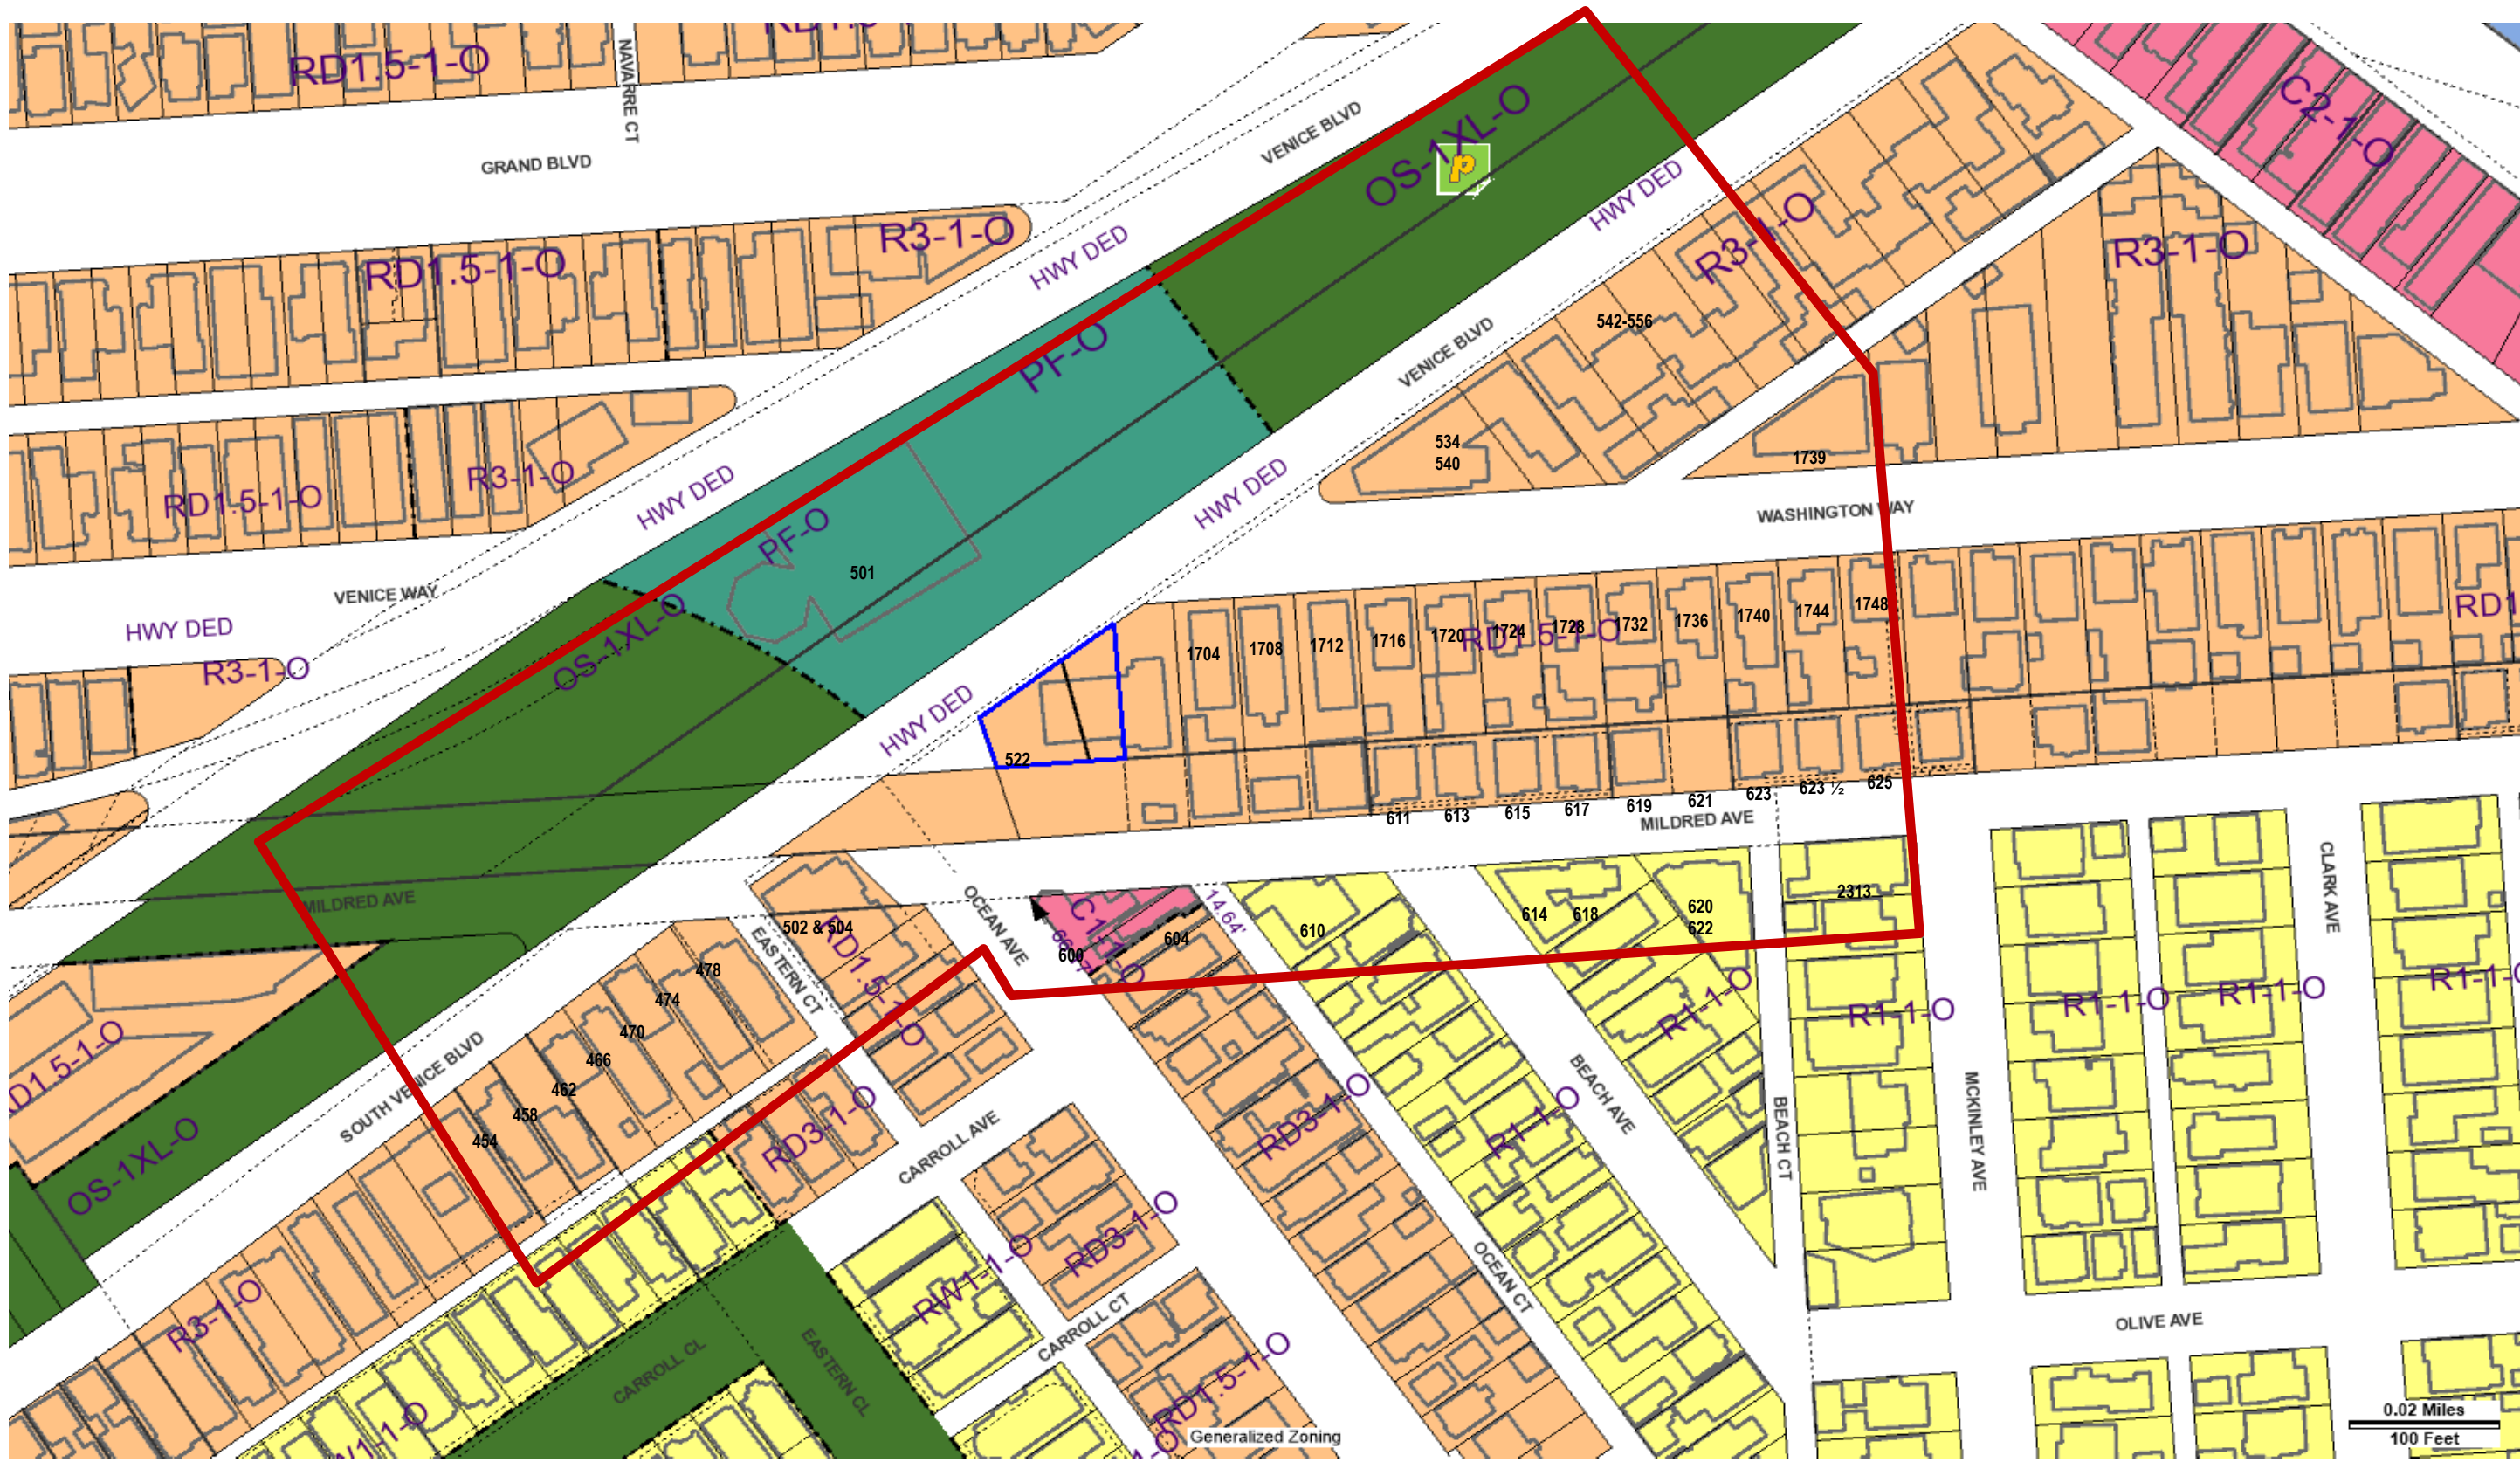 RD1.5-1-O
NAVARRE CT
GRAND BLVD
VENICE BLVD
OS-1XL-O
p
HWY DED
C2-1-O
R3-1-O
RD1.5-1-O
R3-1-O
HWY DED
R3-1-O
PF-O
542-556
VENICE BLVD
534
540
1739
RD1.5-1-O
R3-1-O
HWY DED
HWY DED
WASHINGTON WAY
PF-O
501
VENICE WAY
HWY DED
R3-1-O
OS-1XL-O
HWY DED
522
1704
1708
1712
1716
1720
RD1.5-1-O
1724
1728
1732
1736
1740
1744
1748
RD1
611
613
615
617
619
621
623
623 ½
625
MILDRED AVE
MILDRED AVE
502 & 504
RD1.5-1-O
EASTERN CT
OCEAN AVE
C1-1-O
14.64'
600
604
610
614
618
620
622
2313
CLARK AVE
478
474
470
466
462
458
454
SOUTH VENICE BLVD
OS-1XL-O
R3-1-O
RD3-1-O
CARROLL AVE
RD3-1-O
RD3-1-O
R1-1-O
BEACH AVE
R1-1-O
BEACH CT
R1-1-O
MCKINLEY AVE
R1-1-O
R1-1-O
RW1-1-O
CARROLL CT
OCEAN CT
OLIVE AVE
CARROLL CL
EASTERN CL
RD1.5-1-O
Generalized Zoning
0.02 Miles
100 Feet